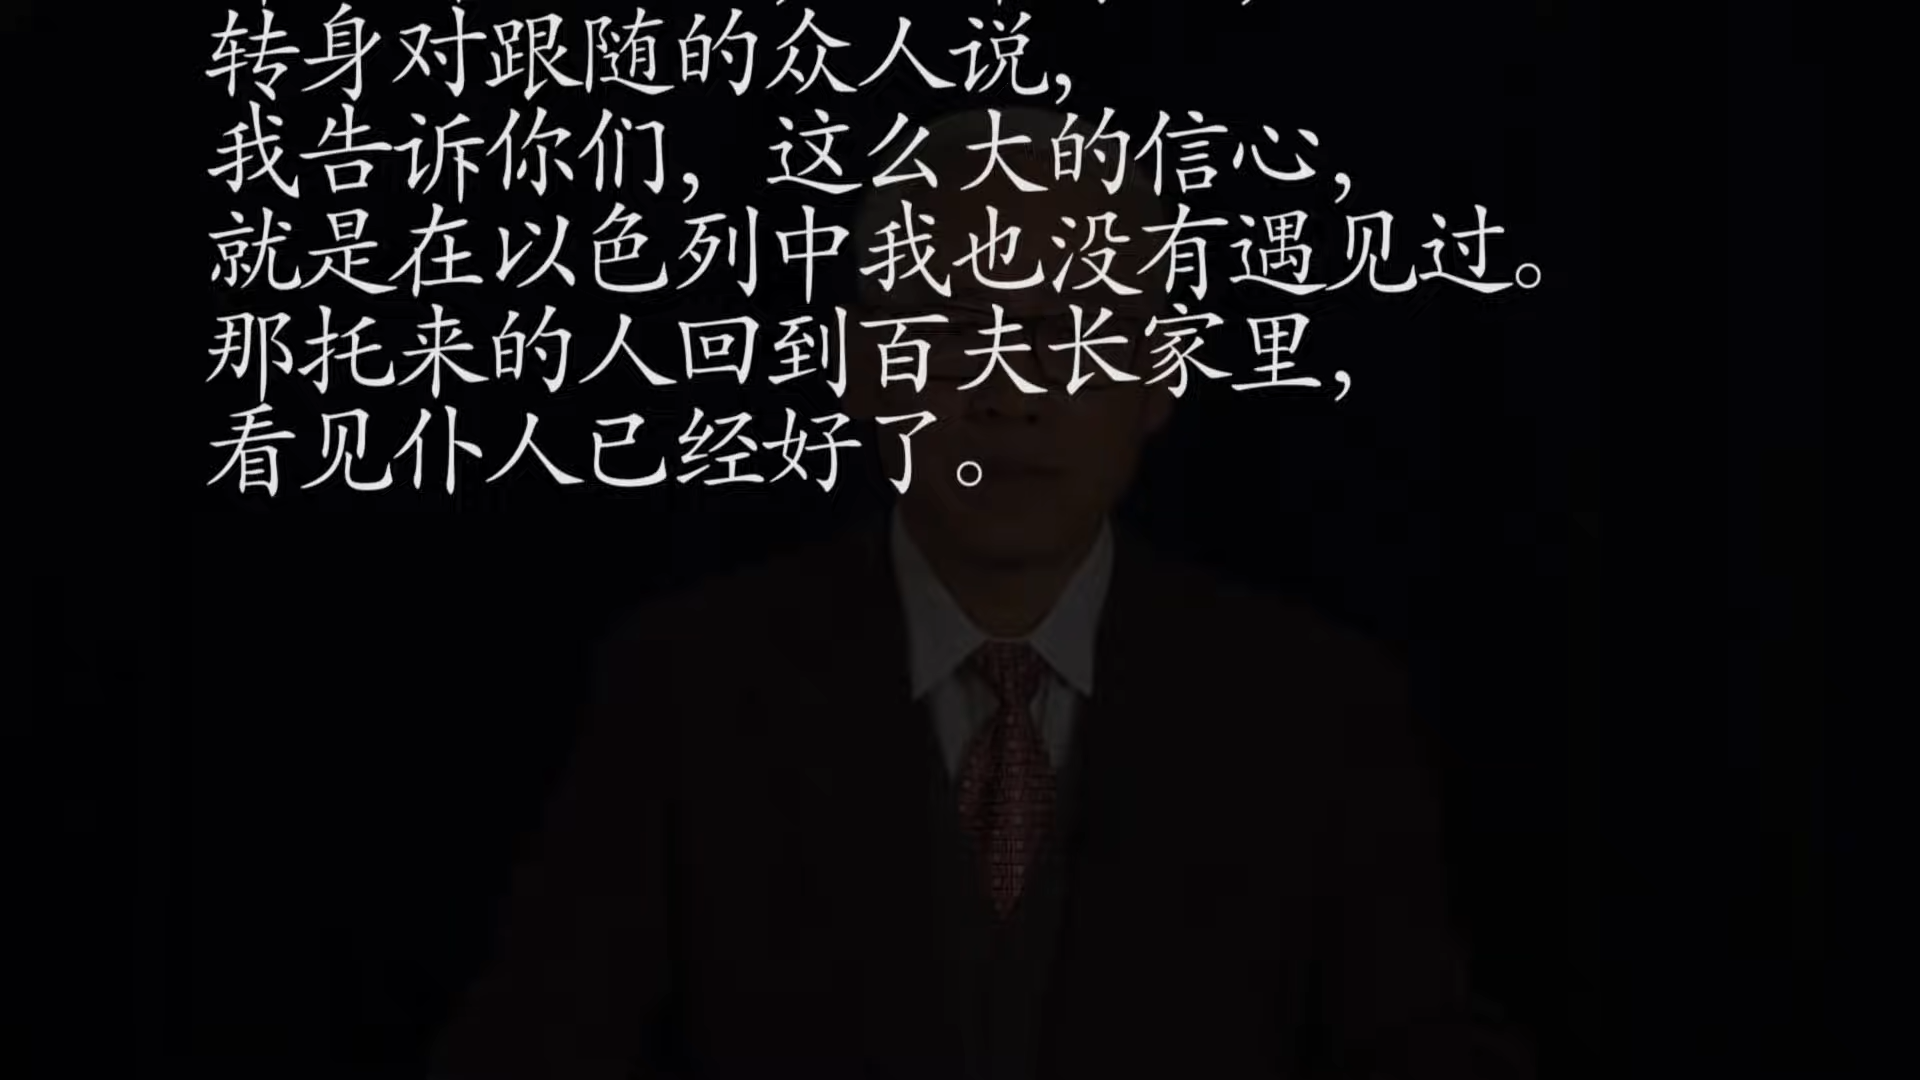 转身对跟随的众人说，
我告诉你们，这么大的信心，
就是在以色列中我也没有遇见过。
那托来的人回到百夫长家里，
看见仆人已经好了。